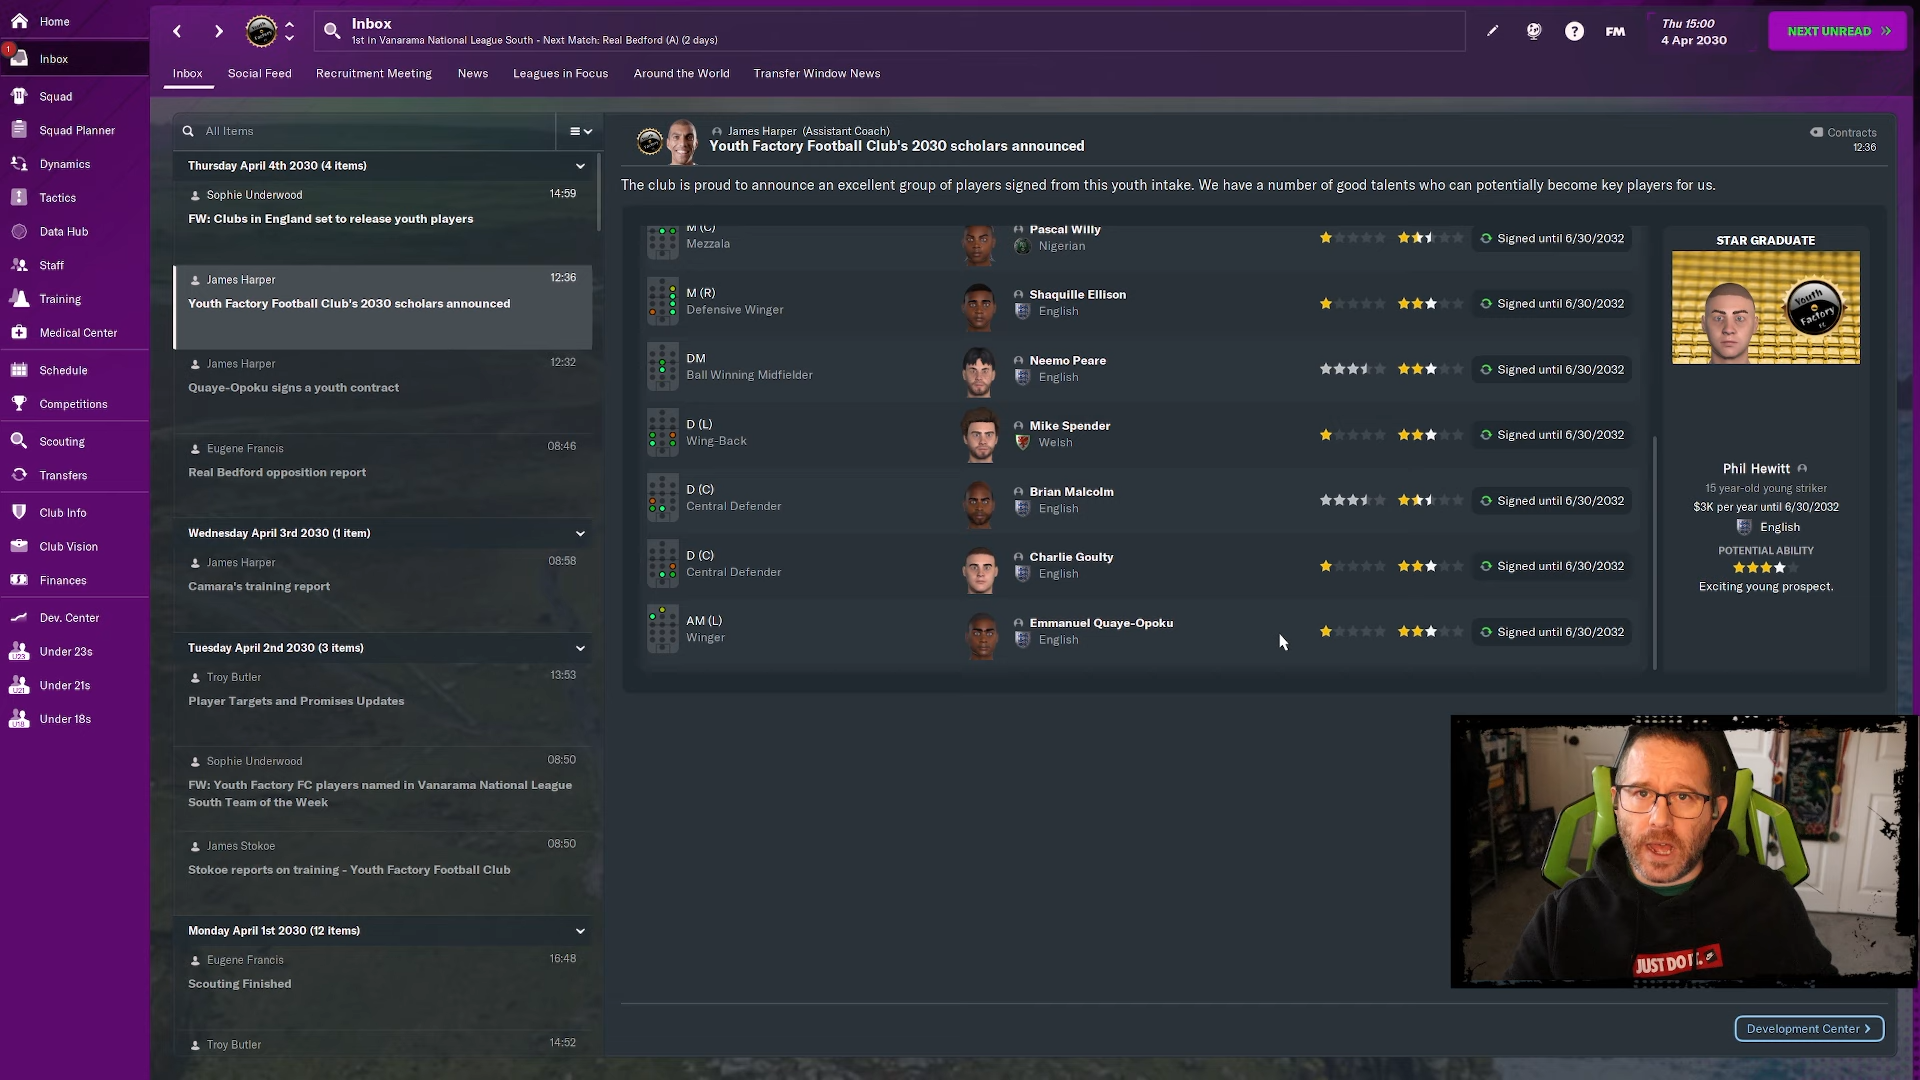 Home
1
Inbox
Squad
Squad Planner
Dynamics
Tactics
Data Hub
Staff
Training
Medical Center
Schedule
Competitions
Scouting
Transfers
Club Info
Club Vision
Finances
Dev. Center
U23
Under 23s
U21
Under 21s
U18
Under 18s
Inbox
1st in Vanarama National League South - Next Match: Real Bedford (A) (2 days)
FM
Thu 15:00
4 Apr 2030
NEXT UNREAD
Inbox
Social Feed
Recruitment Meeting
News
Leagues in Focus
Around the World
Transfer Window News
All Items
Thursday April 4th 2030 (4 items)
Sophie Underwood
14:59
FW: Clubs in England set to release youth players
James Harper
12:36
Youth Factory Football Club's 2030 scholars announced
James Harper
12:32
Quaye-Opoku signs a youth contract
Eugene Francis
08:46
Real Bedford opposition report
Wednesday April 3rd 2030 (1 item)
James Harper
08:58
Camara's training report
Tuesday April 2nd 2030 (3 items)
Troy Butler
13:53
Player Targets and Promises Updates
Sophie Underwood
08:50
FW: Youth Factory FC players named in Vanarama National League
South Team of the Week
James Stokoe
08:50
Stokoe reports on training - Youth Factory Football Club
Monday April 1st 2030 (12 items)
Eugene Francis
16:48
Scouting Finished
Troy Butler
14:52
James Harper (Assistant Coach)
Youth Factory Football Club's 2030 scholars announced
Contracts
12:36
The club is proud to announce an excellent group of players signed from this youth intake. We have a number of good talents who can potentially become key players for us.
M (C)
Mezzala
Pascal Willy
Nigerian
Signed until 6/30/2032
M (R)
Defensive Winger
Shaquille Ellison
English
Signed until 6/30/2032
DM
Ball Winning Midfielder
Neemo Peare
English
Signed until 6/30/2032
D (L)
Wing-Back
Mike Spender
Welsh
Signed until 6/30/2032
D (C)
Central Defender
Brian Malcolm
English
Signed until 6/30/2032
D (C)
Central Defender
Charlie Goulty
English
Signed until 6/30/2032
AM (L)
Winger
Emmanuel Quaye-Opoku
English
Signed until 6/30/2032
STAR GRADUATE
Youth
Factory
Phil Hewitt
15 year-old young striker
$3K per year until 6/30/2032
English
POTENTIAL ABILITY
Exciting young prospect.
JUST DO IT.
Development Center